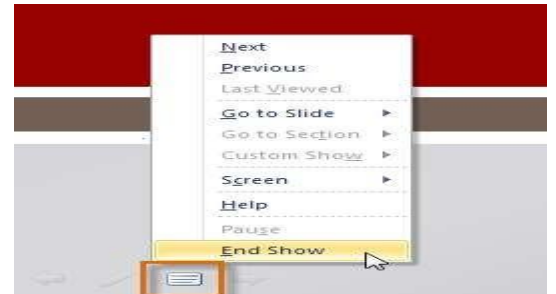 Next
Previous
Last Viewed
Go to Slide
Go to Section
Custom Show
Screen
Help
Pause
End Show